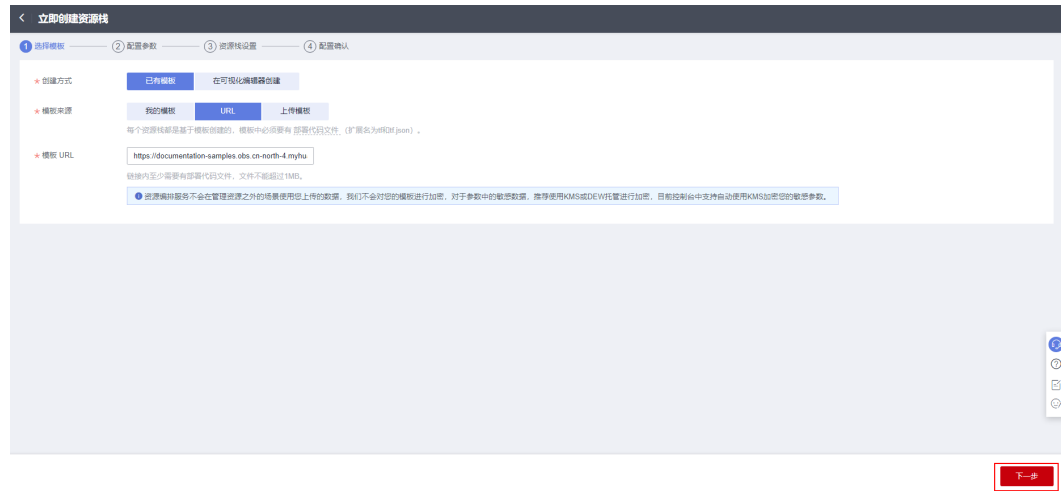 立即创建资源栈
1 选择模板 2 配置参数 3 资源栈设置 4 配置确认
* 创建方式 已有模板 在可视化编辑器创建
* 模板来源 我的模板 URL 上传模板
每个资源栈都是基于模板创建的，模板中必须要有 部署代码文件 （扩展名为tf和tf.json）。
* 模板 URL https://documentation-samples.obs.cn-north-4.myhu
链接内至少需要有部署代码文件，文件不能超过1MB。
资源编排服务不会在管理资源之外的场景使用您上传的数据，我们不会对您的模板进行加密，对于参数中的敏感数据，推荐使用KMS或DEW托管进行加密，目前控制台中支持自动使用KMS加密您的敏感参数。
下一步